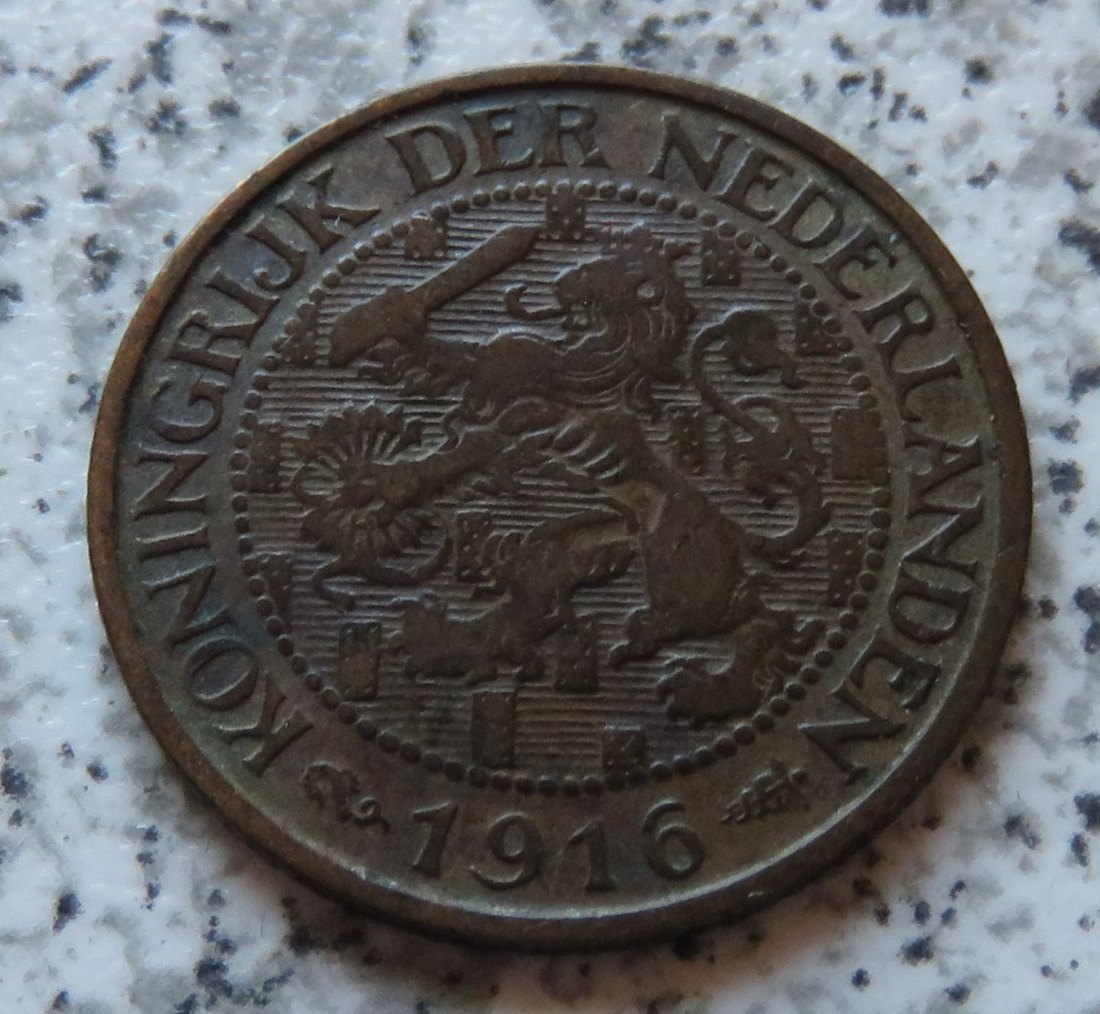 KONINGRIJK DER NEDERLANDEN
1916